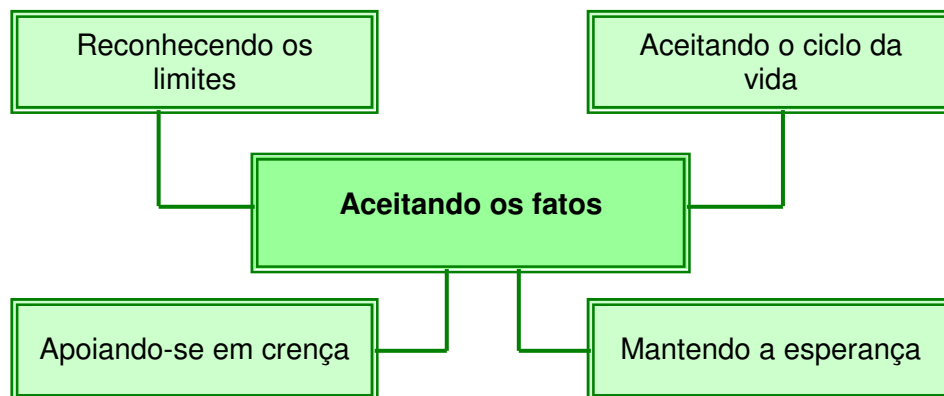 Reconhecendo os
limites
Aceitando o ciclo da
vida
Aceitando os fatos
Apoiando-se em crença
Mantendo a esperança